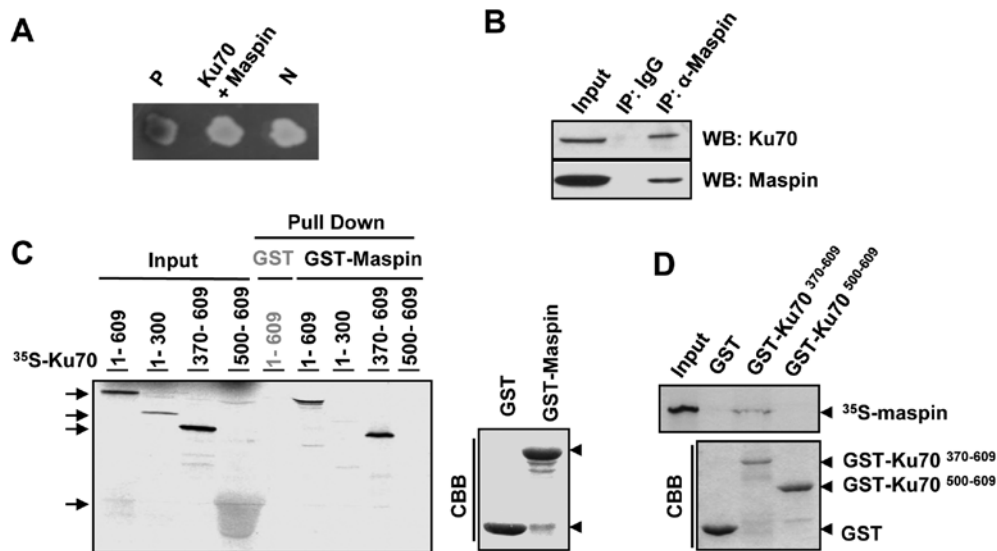 A
P
Ku70
+ Maspin
N
B
Input
IP: IgG
IP: α-Maspin
WB: Ku70
WB: Maspin
C
Pull Down
Input
GST
GST-Maspin
³⁵S-Ku70
1- 609
1- 300
370- 609
500- 609
1- 609
1- 609
1- 300
370- 609
500- 609
GST
GST-Maspin
CBB
D
Input
GST
GST-Ku70 ³⁷⁰⁻⁶⁰⁹
GST-Ku70 ⁵⁰⁰⁻⁶⁰⁹
³⁵S-maspin
CBB
GST-Ku70 ³⁷⁰⁻⁶⁰⁹
GST-Ku70 ⁵⁰⁰⁻⁶⁰⁹
GST